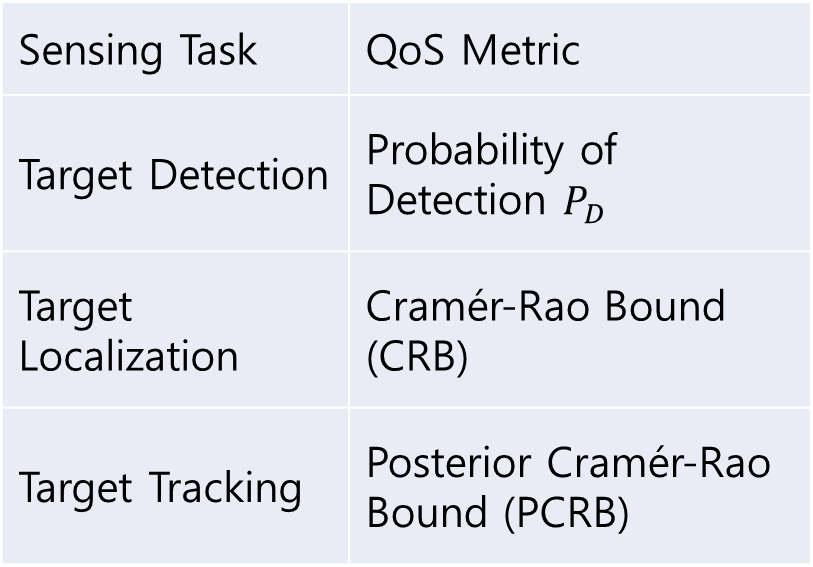 Sensing Task
QoS Metric
Target Detection
Probability of
Detection P_D
Target
Localization
Cramér-Rao Bound
(CRB)
Target Tracking
Posterior Cramér-Rao
Bound (PCRB)